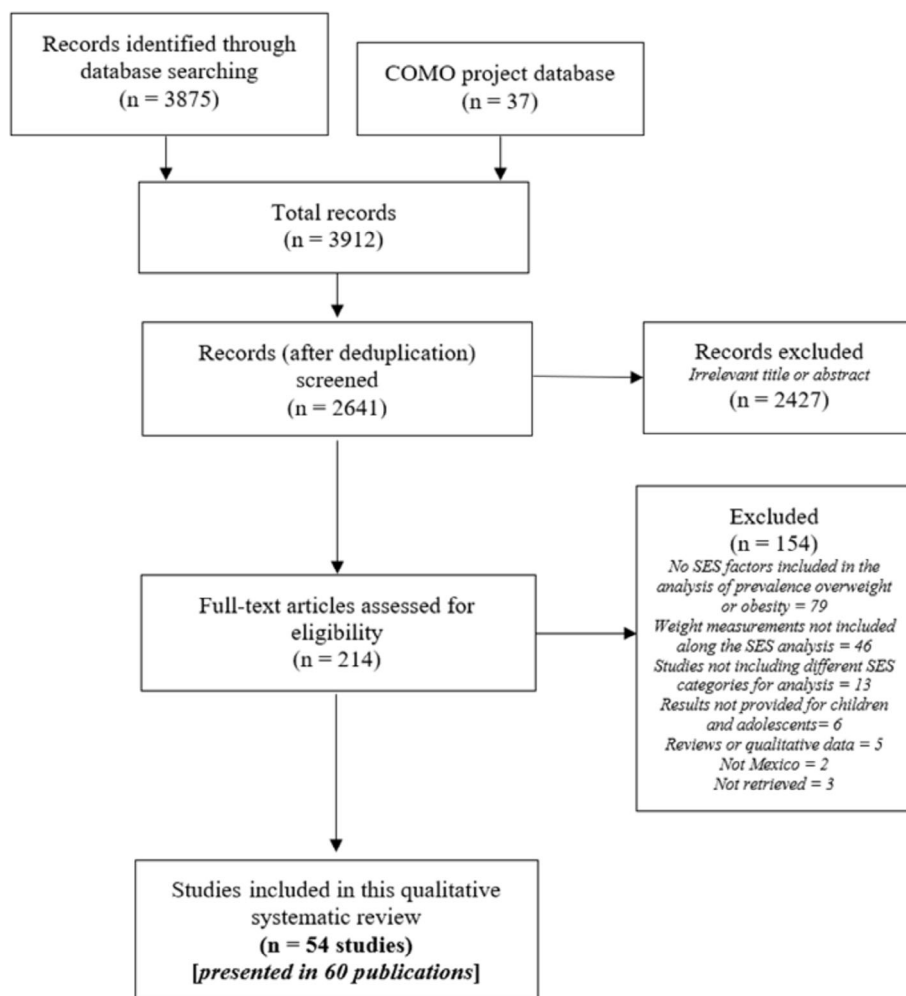 Records identified through
database searching
(n = 3875)
COMO project database
(n = 37)
Total records
(n = 3912)
Records (after deduplication)
screened
(n = 2641)
Records excluded
Irrelevant title or abstract
(n = 2427)
Full-text articles assessed for
eligibility
(n = 214)
Excluded
(n = 154)
No SES factors included in the
analysis of prevalence overweight
or obesity = 79
Weight measurements not included
along the SES analysis = 46
Studies not including different SES
categories for analysis = 13
Results not provided for children
and adolescents= 6
Reviews or qualitative data = 5
Not Mexico = 2
Not retrieved = 3
Studies included in this qualitative
systematic review
(n = 54 studies)
[presented in 60 publications]